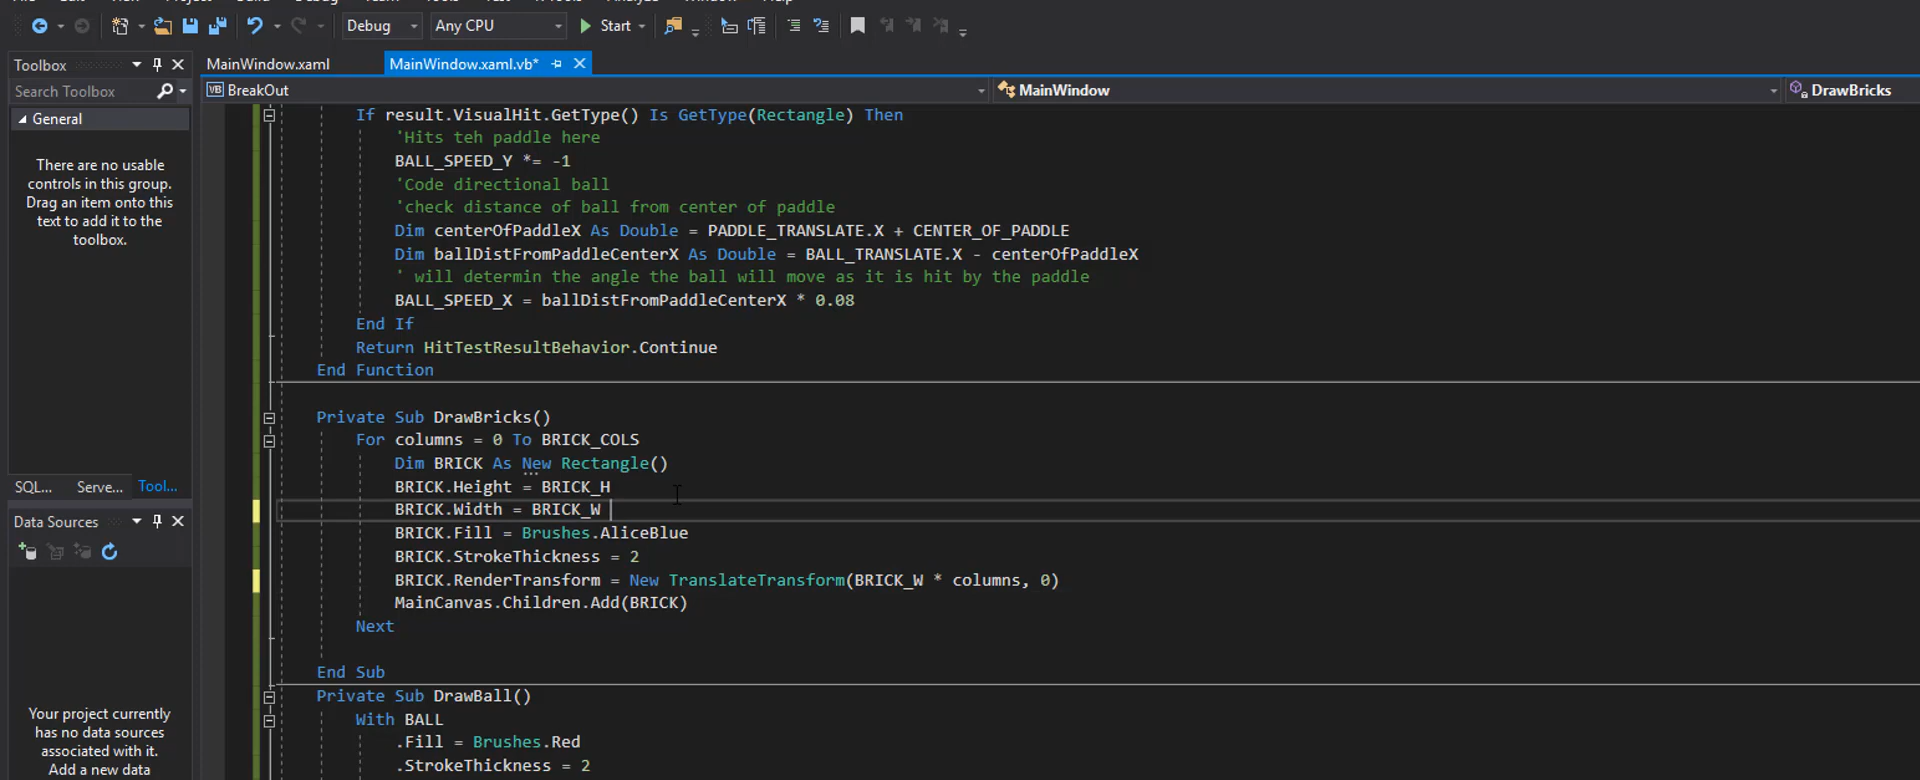 Debug
Any CPU
Start
Toolbox
MainWindow.xaml
MainWindow.xaml.vb*
Search Toolbox
VB BreakOut
MainWindow
DrawBricks
General
There are no usable
controls in this group.
Drag an item onto this
text to add it to the
toolbox.
If result.VisualHit.GetType() Is GetType(Rectangle) Then
'Hits teh paddle here
BALL_SPEED_Y *= -1
'Code directional ball
'check distance of ball from center of paddle
Dim centerOfPaddleX As Double = PADDLE_TRANSLATE.X + CENTER_OF_PADDLE
Dim ballDistFromPaddleCenterX As Double = BALL_TRANSLATE.X - centerOfPaddleX
' will determin the angle the ball will move as it is hit by the paddle
BALL_SPEED_X = ballDistFromPaddleCenterX * 0.08
End If
Return HitTestResultBehavior.Continue
End Function
Private Sub DrawBricks()
For columns = 0 To BRICK_COLS
Dim BRICK As New Rectangle()
BRICK.Height = BRICK_H
BRICK.Width = BRICK_W
BRICK.Fill = Brushes.AliceBlue
BRICK.StrokeThickness = 2
BRICK.RenderTransform = New TranslateTransform(BRICK_W * columns, 0)
MainCanvas.Children.Add(BRICK)
Next
End Sub
Private Sub DrawBall()
With BALL
.Fill = Brushes.Red
.StrokeThickness = 2
SQL... Serve... Tool...
Data Sources
Your project currently
has no data sources
associated with it.
Add a new data